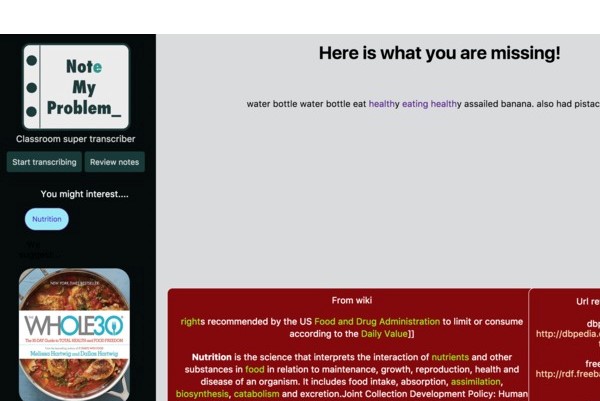 Note
My
Problem_
Classroom super transcriber
Start transcribing Review notes
You might interest....
Nutrition
NEW YORK TIMES BESTSELLER
THE WHOLE30
The 30-DAY Guide to TOTAL HEALTH and FOOD FREEDOM
Melissa Hartwig and Dallas Hartwig
Here is what you are missing!
water bottle water bottle eat healthy eating healthy assailed banana. also had pistac
From wiki
rights recommended by the US Food and Drug Administration to limit or consume
according to the Daily Value]]
Nutrition is the science that interprets the interaction of nutrients and other
substances in food in relation to maintenance, growth, reproduction, health and
disease of an organism. It includes food intake, absorption, assimilation,
biosynthesis, catabolism and excretion.Joint Collection Development Policy: Human
Url re
dbp
http://dbpedia.
free
http://rdf.freeba